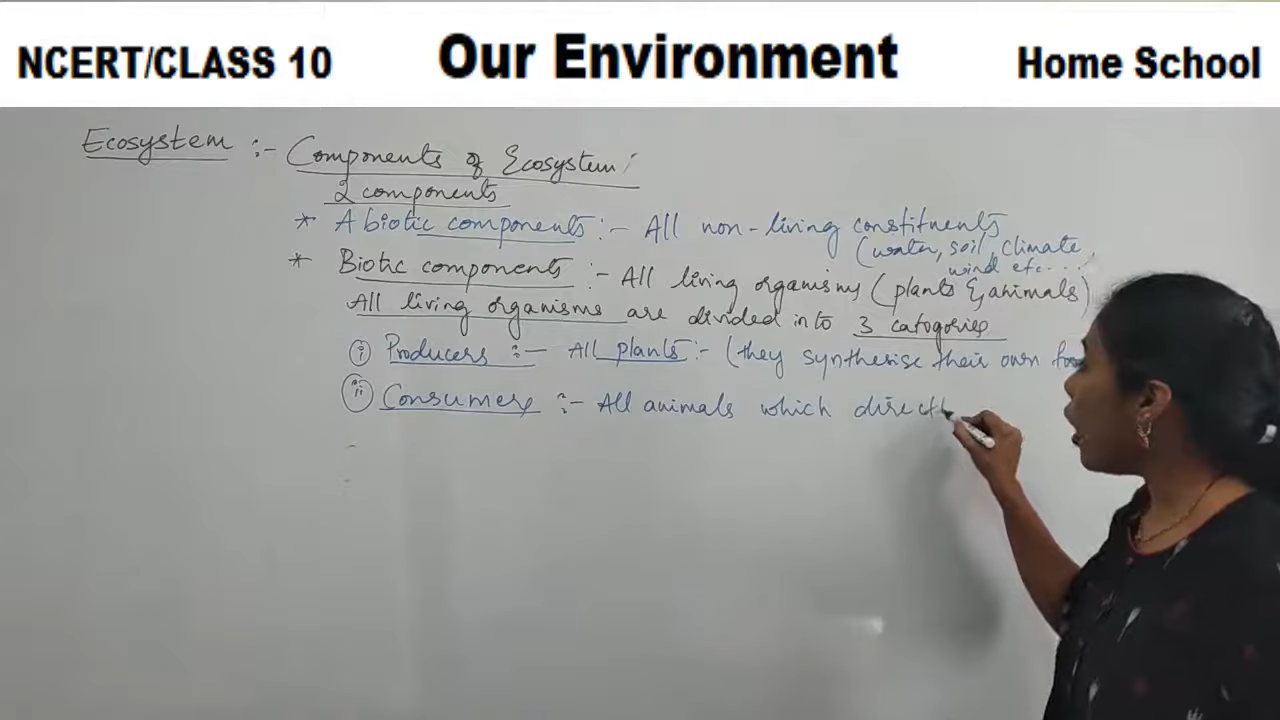 NCERT/CLASS 10 Our Environment Home School
Ecosystem :- Components of Ecosystem:
2 components
* Abiotic components :- All non-living constituents
(water, soil, climate,
wind etc...)
* Biotic components :- All living organisms (plants & animals)
All living organisms are divided into 3 catogories
(i) Producers :- All plants :- (they synthesise their own
(ii) Consumers :- All animals which